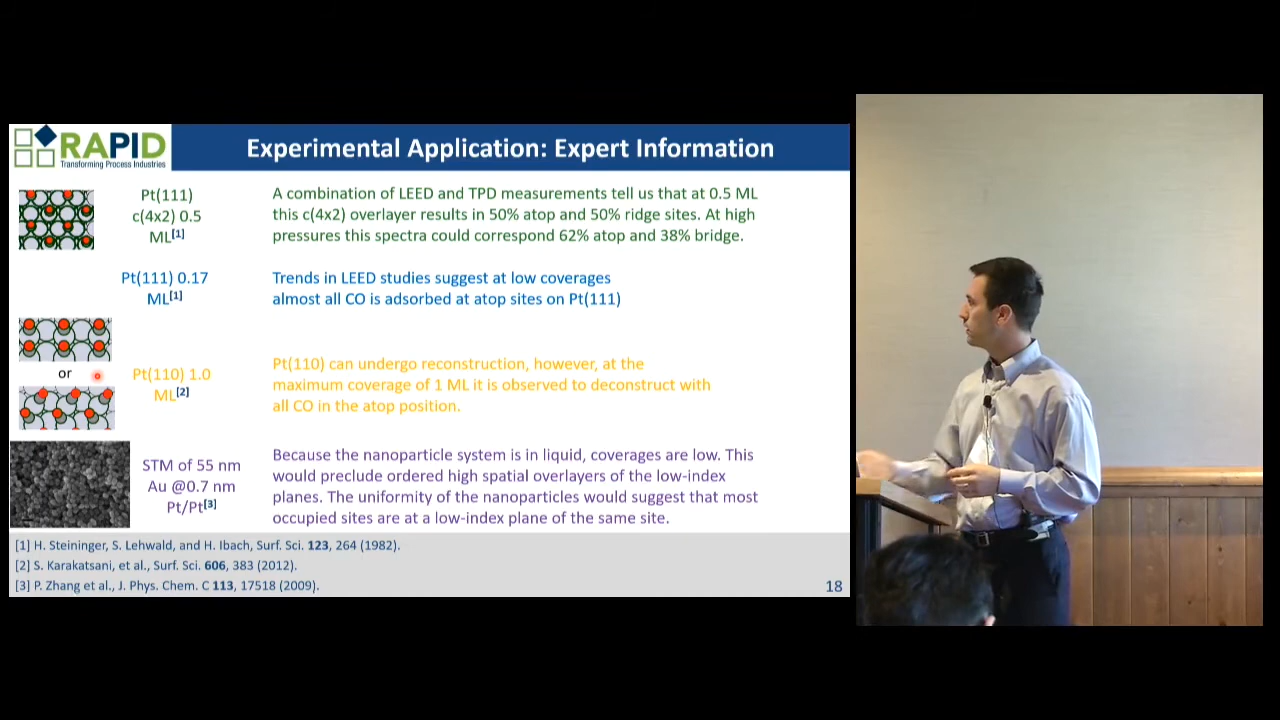 RAPID
Transforming Process Industries
Experimental Application: Expert Information
Pt(111)
c(4x2) 0.5
ML[1]
A combination of LEED and TPD measurements tell us that at 0.5 ML
this c(4x2) overlayer results in 50% atop and 50% ridge sites. At high
pressures this spectra could correspond 62% atop and 38% bridge.
Pt(111) 0.17
ML[1]
Trends in LEED studies suggest at low coverages
almost all CO is adsorbed at atop sites on Pt(111)
or
Pt(110) 1.0
ML[2]
Pt(110) can undergo reconstruction, however, at the
maximum coverage of 1 ML it is observed to deconstruct with
all CO in the atop position.
STM of 55 nm
Au @0.7 nm
Pt/Pt[3]
Because the nanoparticle system is in liquid, coverages are low. This
would preclude ordered high spatial overlayers of the low-index
planes. The uniformity of the nanoparticles would suggest that most
occupied sites are at a low-index plane of the same site.
[1] H. Steininger, S. Lehwald, and H. Ibach, Surf. Sci. 123, 264 (1982).
[2] S. Karakatsani, et al., Surf. Sci. 606, 383 (2012).
[3] P. Zhang et al., J. Phys. Chem. C 113, 17518 (2009).
18